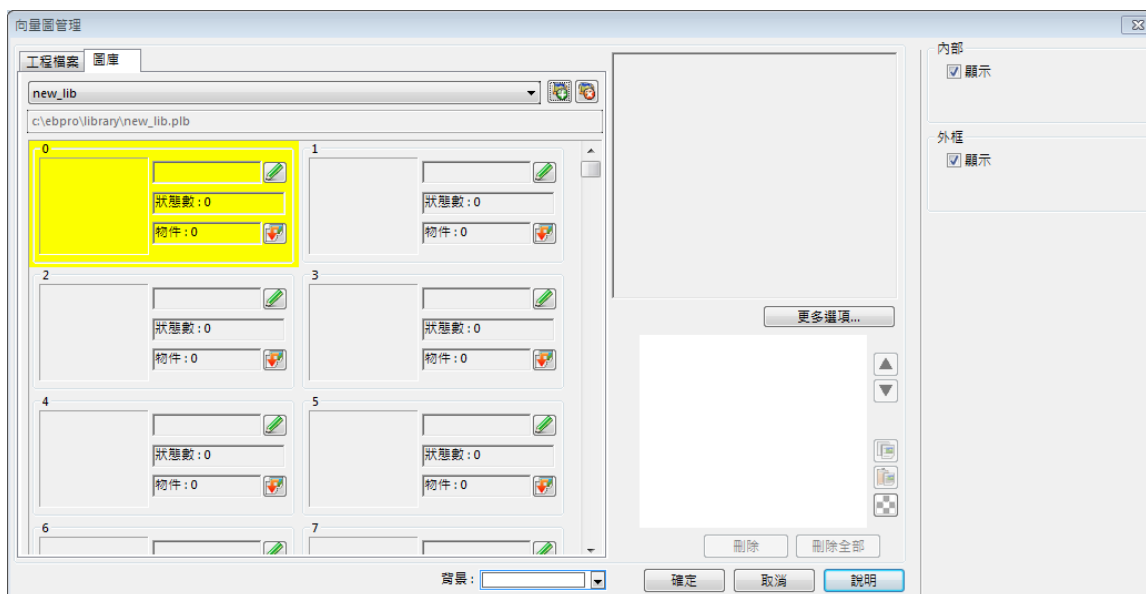 向量圖管理
工程檔案 圖庫
new_lib
c:\ebpro\library\new_lib.plb
0
狀態數 : 0
物件 : 0
1
狀態數 : 0
物件 : 0
2
狀態數 : 0
物件 : 0
3
狀態數 : 0
物件 : 0
4
狀態數 : 0
物件 : 0
5
狀態數 : 0
物件 : 0
6
7
更多選項...
刪除 刪除全部
背景 :
確定 取消 說明
內部
顯示
外框
顯示